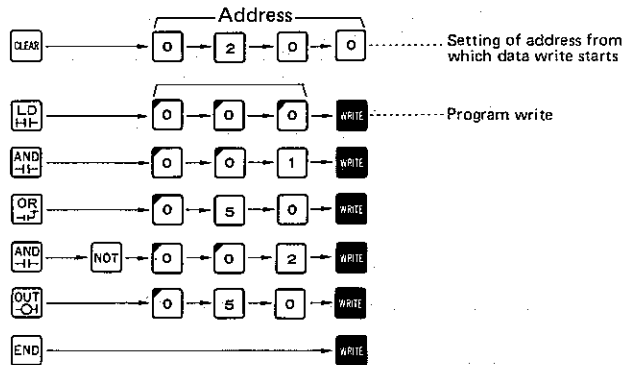 Address
CLEAR 0 2 0 0 Setting of address from
which data write starts
LD 0 0 0 WRITE Program write
AND 0 0 1 WRITE
OR 0 5 0 WRITE
AND NOT 0 0 2 WRITE
OUT 0 5 0 WRITE
END WRITE